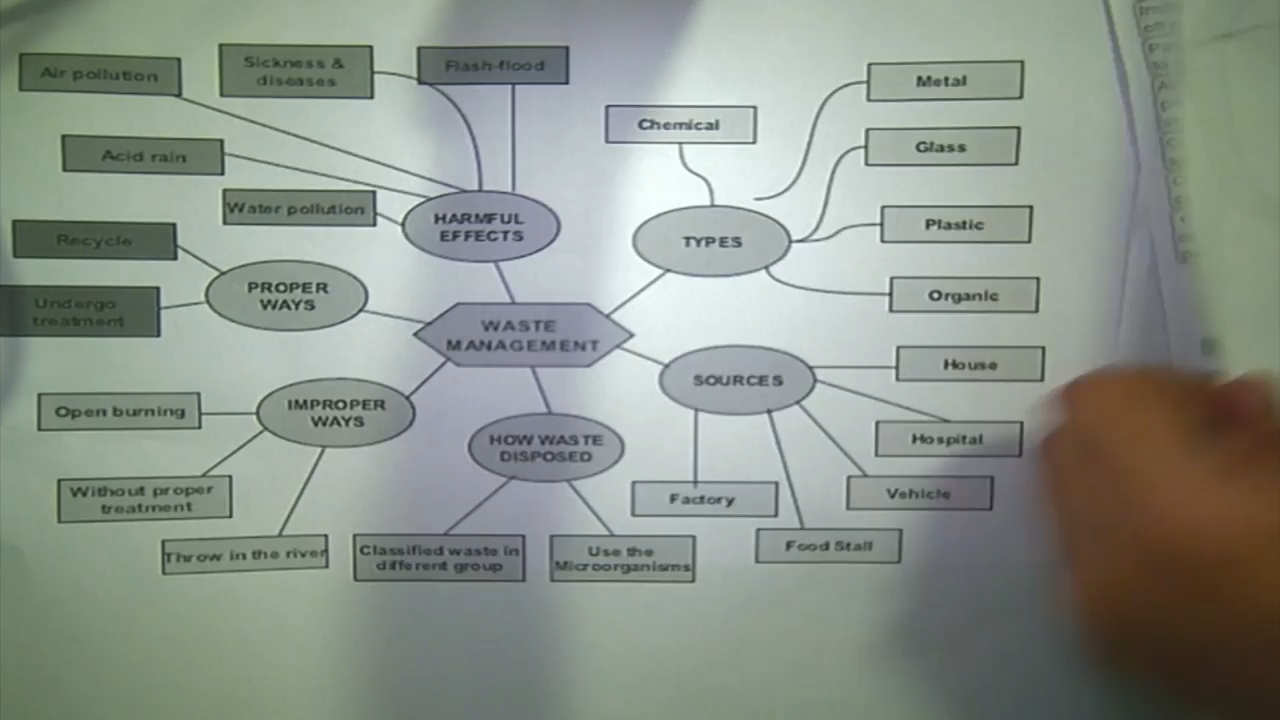 Air pollution
Sickness &
diseases
Flash-flood
Acid rain
Water pollution
HARMFUL
EFFECTS
Chemical
Metal
Glass
Plastic
Organic
TYPES
Recycle
Undergo
treatment
PROPER
WAYS
WASTE
MANAGEMENT
SOURCES
House
Hospital
Vehicle
Food Stall
Factory
IMPROPER
WAYS
Open burning
Without proper
treatment
Throw in the river
HOW WASTE
DISPOSED
Classified waste in
different group
Use the
Microorganisms